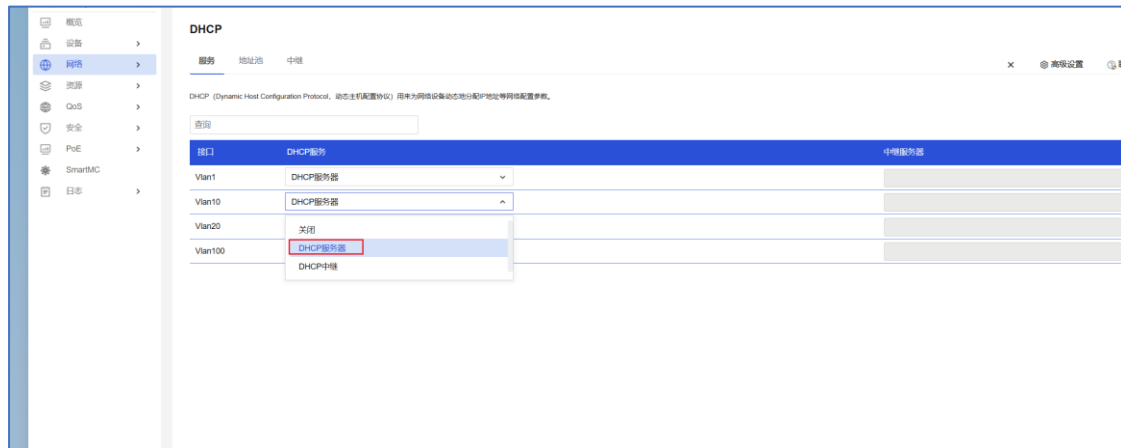 概览
设备
网络
资源
QoS
安全
PoE
SmartMC
日志
DHCP
服务 地址池 中继
高级设置
DHCP（Dynamic Host Configuration Protocol，动态主机配置协议）用来为网络设备动态地分配IP地址等网络配置参数。
查询
接口 DHCP服务 中继服务器
Vlan1 DHCP服务器
Vlan10 DHCP服务器
Vlan20
Vlan100
关闭
DHCP服务器
DHCP中继